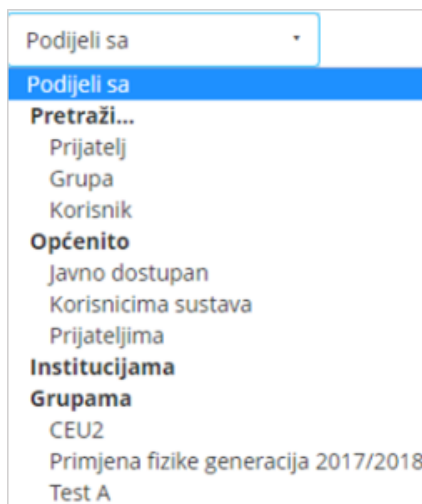 Podijeli sa
Podijeli sa
Pretraži...
Prijatelj
Grupa
Korisnik
Općenito
Javno dostupan
Korisnicima sustava
Prijateljima
Institucijama
Grupama
CEU2
Primjena fizike generacija 2017/2018
Test A